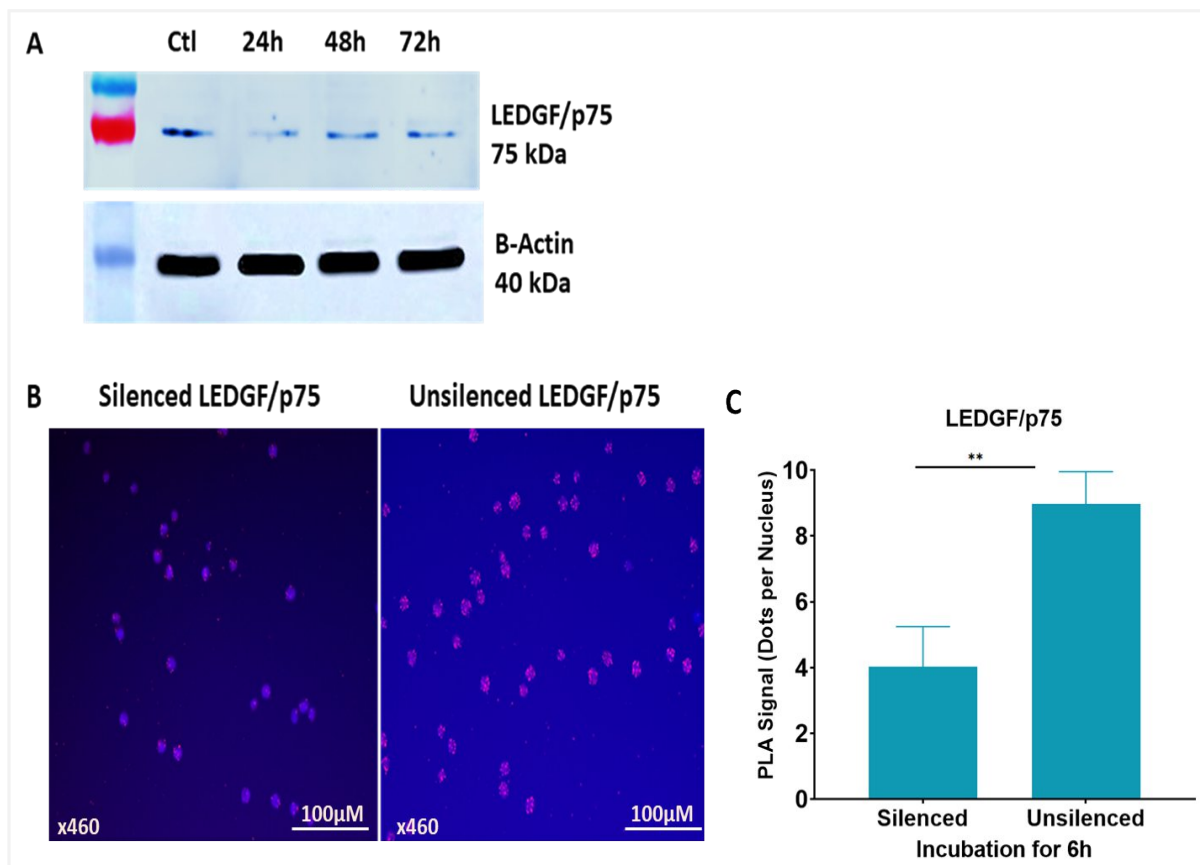 A
Ctl 24h 48h 72h
LEDGF/p75
75 kDa
B-Actin
40 kDa
B
Silenced LEDGF/p75 Unsilenced LEDGF/p75
x460
100µM
x460
100µM
C
LEDGF/p75
**
PLA Signal (Dots per Nucleus)
10
8
6
4
2
0
Silenced Unsilenced
Incubation for 6h